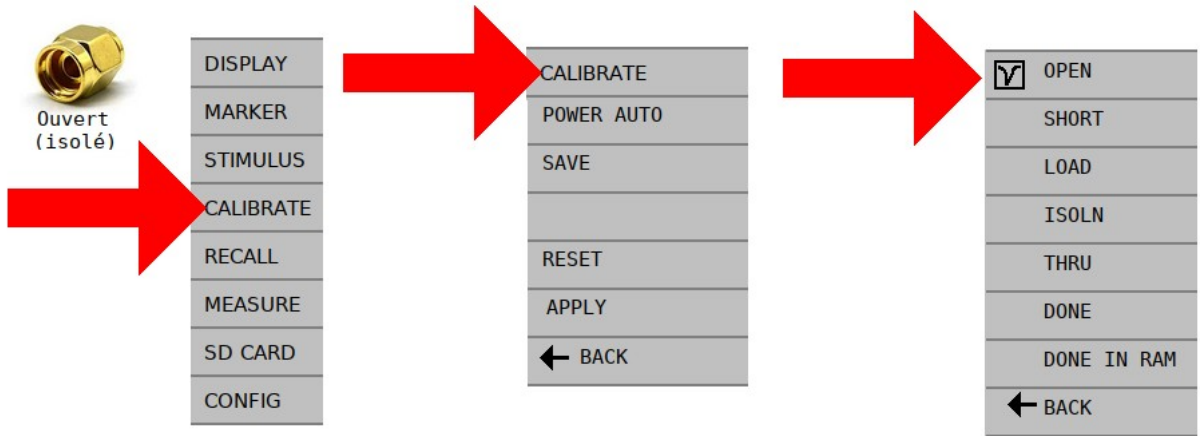 Ouvert
(isolé)
DISPLAY
MARKER
STIMULUS
CALIBRATE
RECALL
MEASURE
SD CARD
CONFIG
CALIBRATE
POWER AUTO
SAVE
RESET
APPLY
BACK
OPEN
SHORT
LOAD
ISOLN
THRU
DONE
DONE IN RAM
BACK